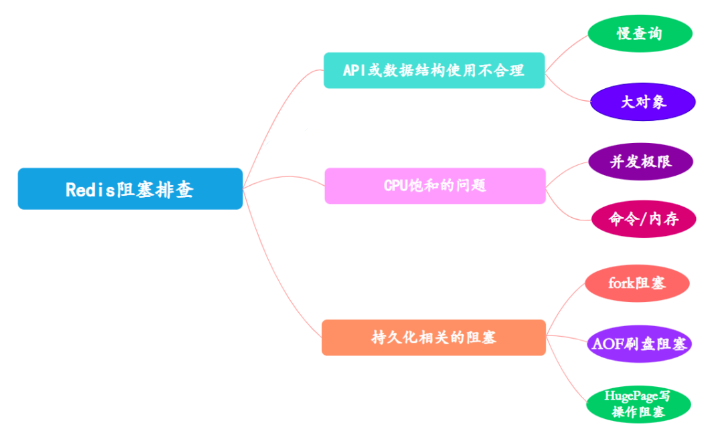 Redis阻塞排查
API或数据结构使用不合理
慢查询
大对象
CPU饱和的问题
并发极限
命令/内存
持久化相关的阻塞
fork阻塞
AOF刷盘阻塞
HugePage写
操作阻塞